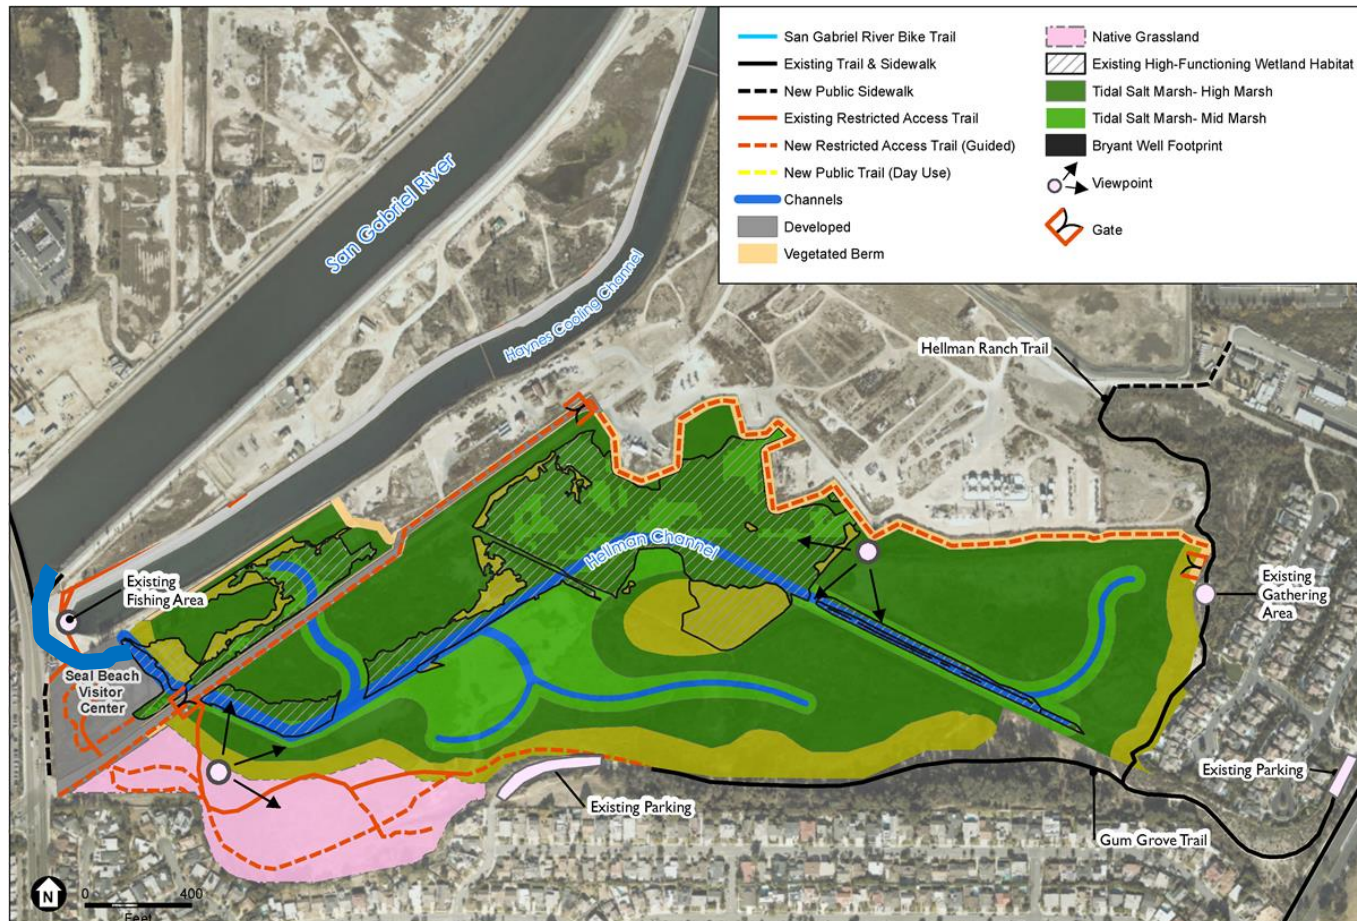 San Gabriel River Bike Trail
Existing Trail & Sidewalk
New Public Sidewalk
Existing Restricted Access Trail
New Restricted Access Trail (Guided)
New Public Trail (Day Use)
Channels
Developed
Vegetated Berm
Native Grassland
Existing High-Functioning Wetland Habitat
Tidal Salt Marsh- High Marsh
Tidal Salt Marsh- Mid Marsh
Bryant Well Footprint
Viewpoint
Gate
San Gabriel River
Haynes Cooling Channel
Hellman Ranch Trail
Hellman Channel
Existing
Fishing Area
Existing
Gathering
Area
Seal Beach
Visitor
Center
Existing Parking
Existing Parking
Gum Grove Trail
N
0 400
Feet